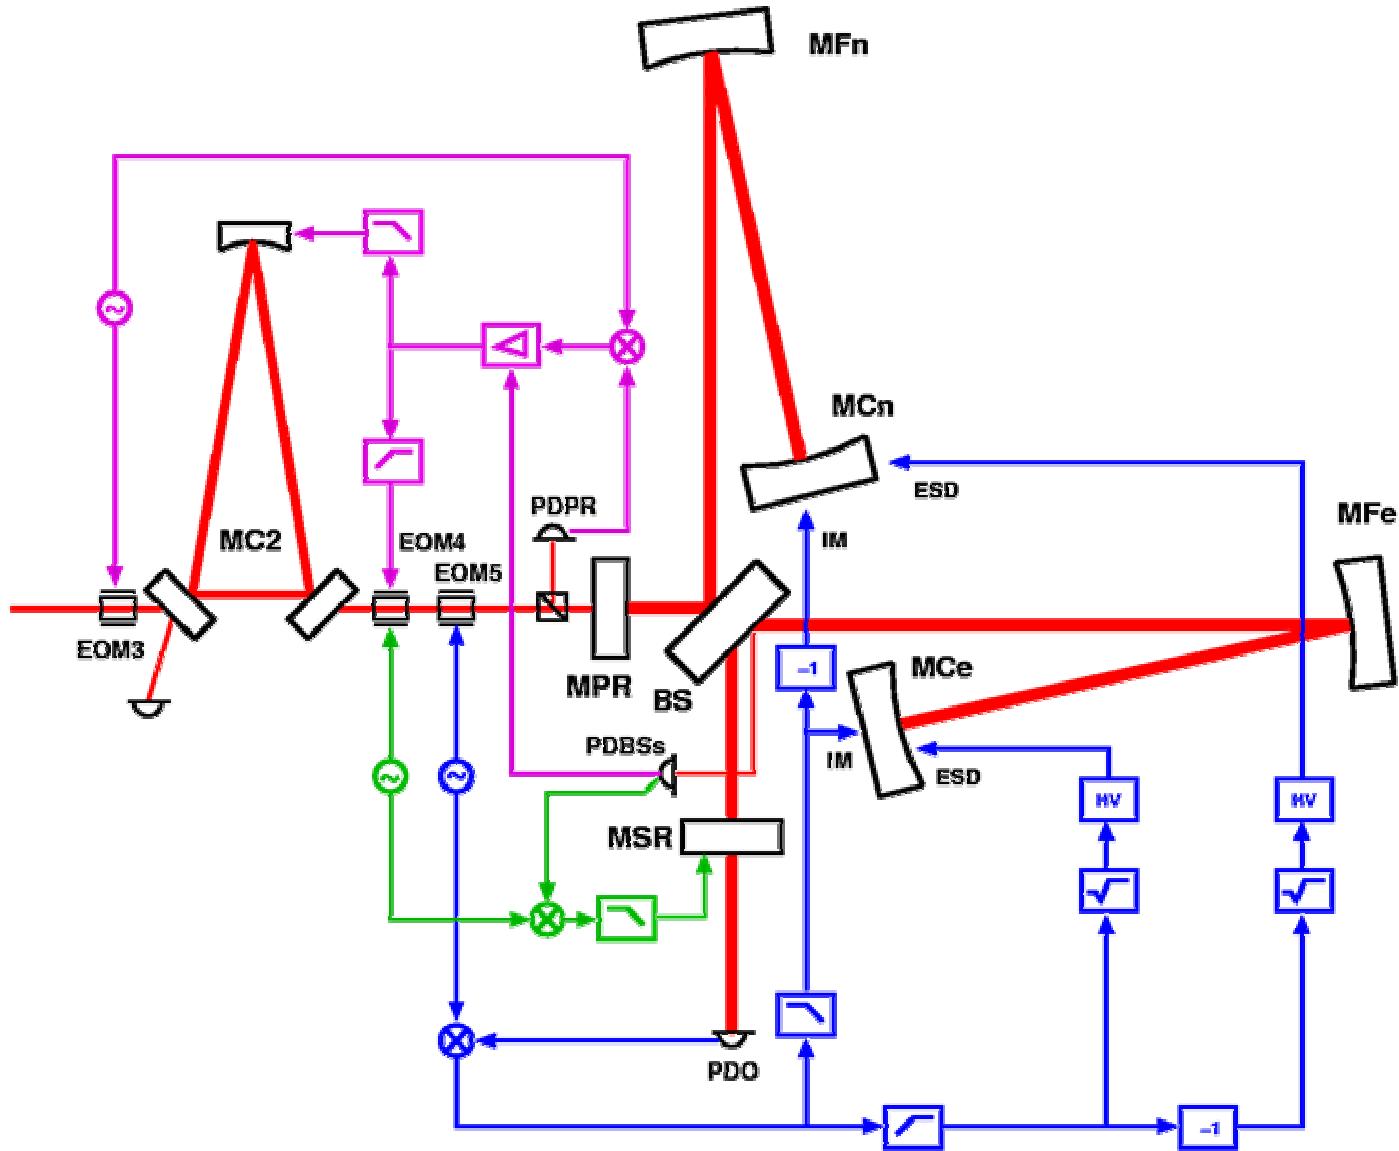 MFn
MCn
ESD
MFe
IM
PDPR
MC2
EOM4
EOM5
EOM3
MPR
BS
-1
MCe
PDBSs
IM
ESD
HV
HV
MSR
√
√
PDO
-1